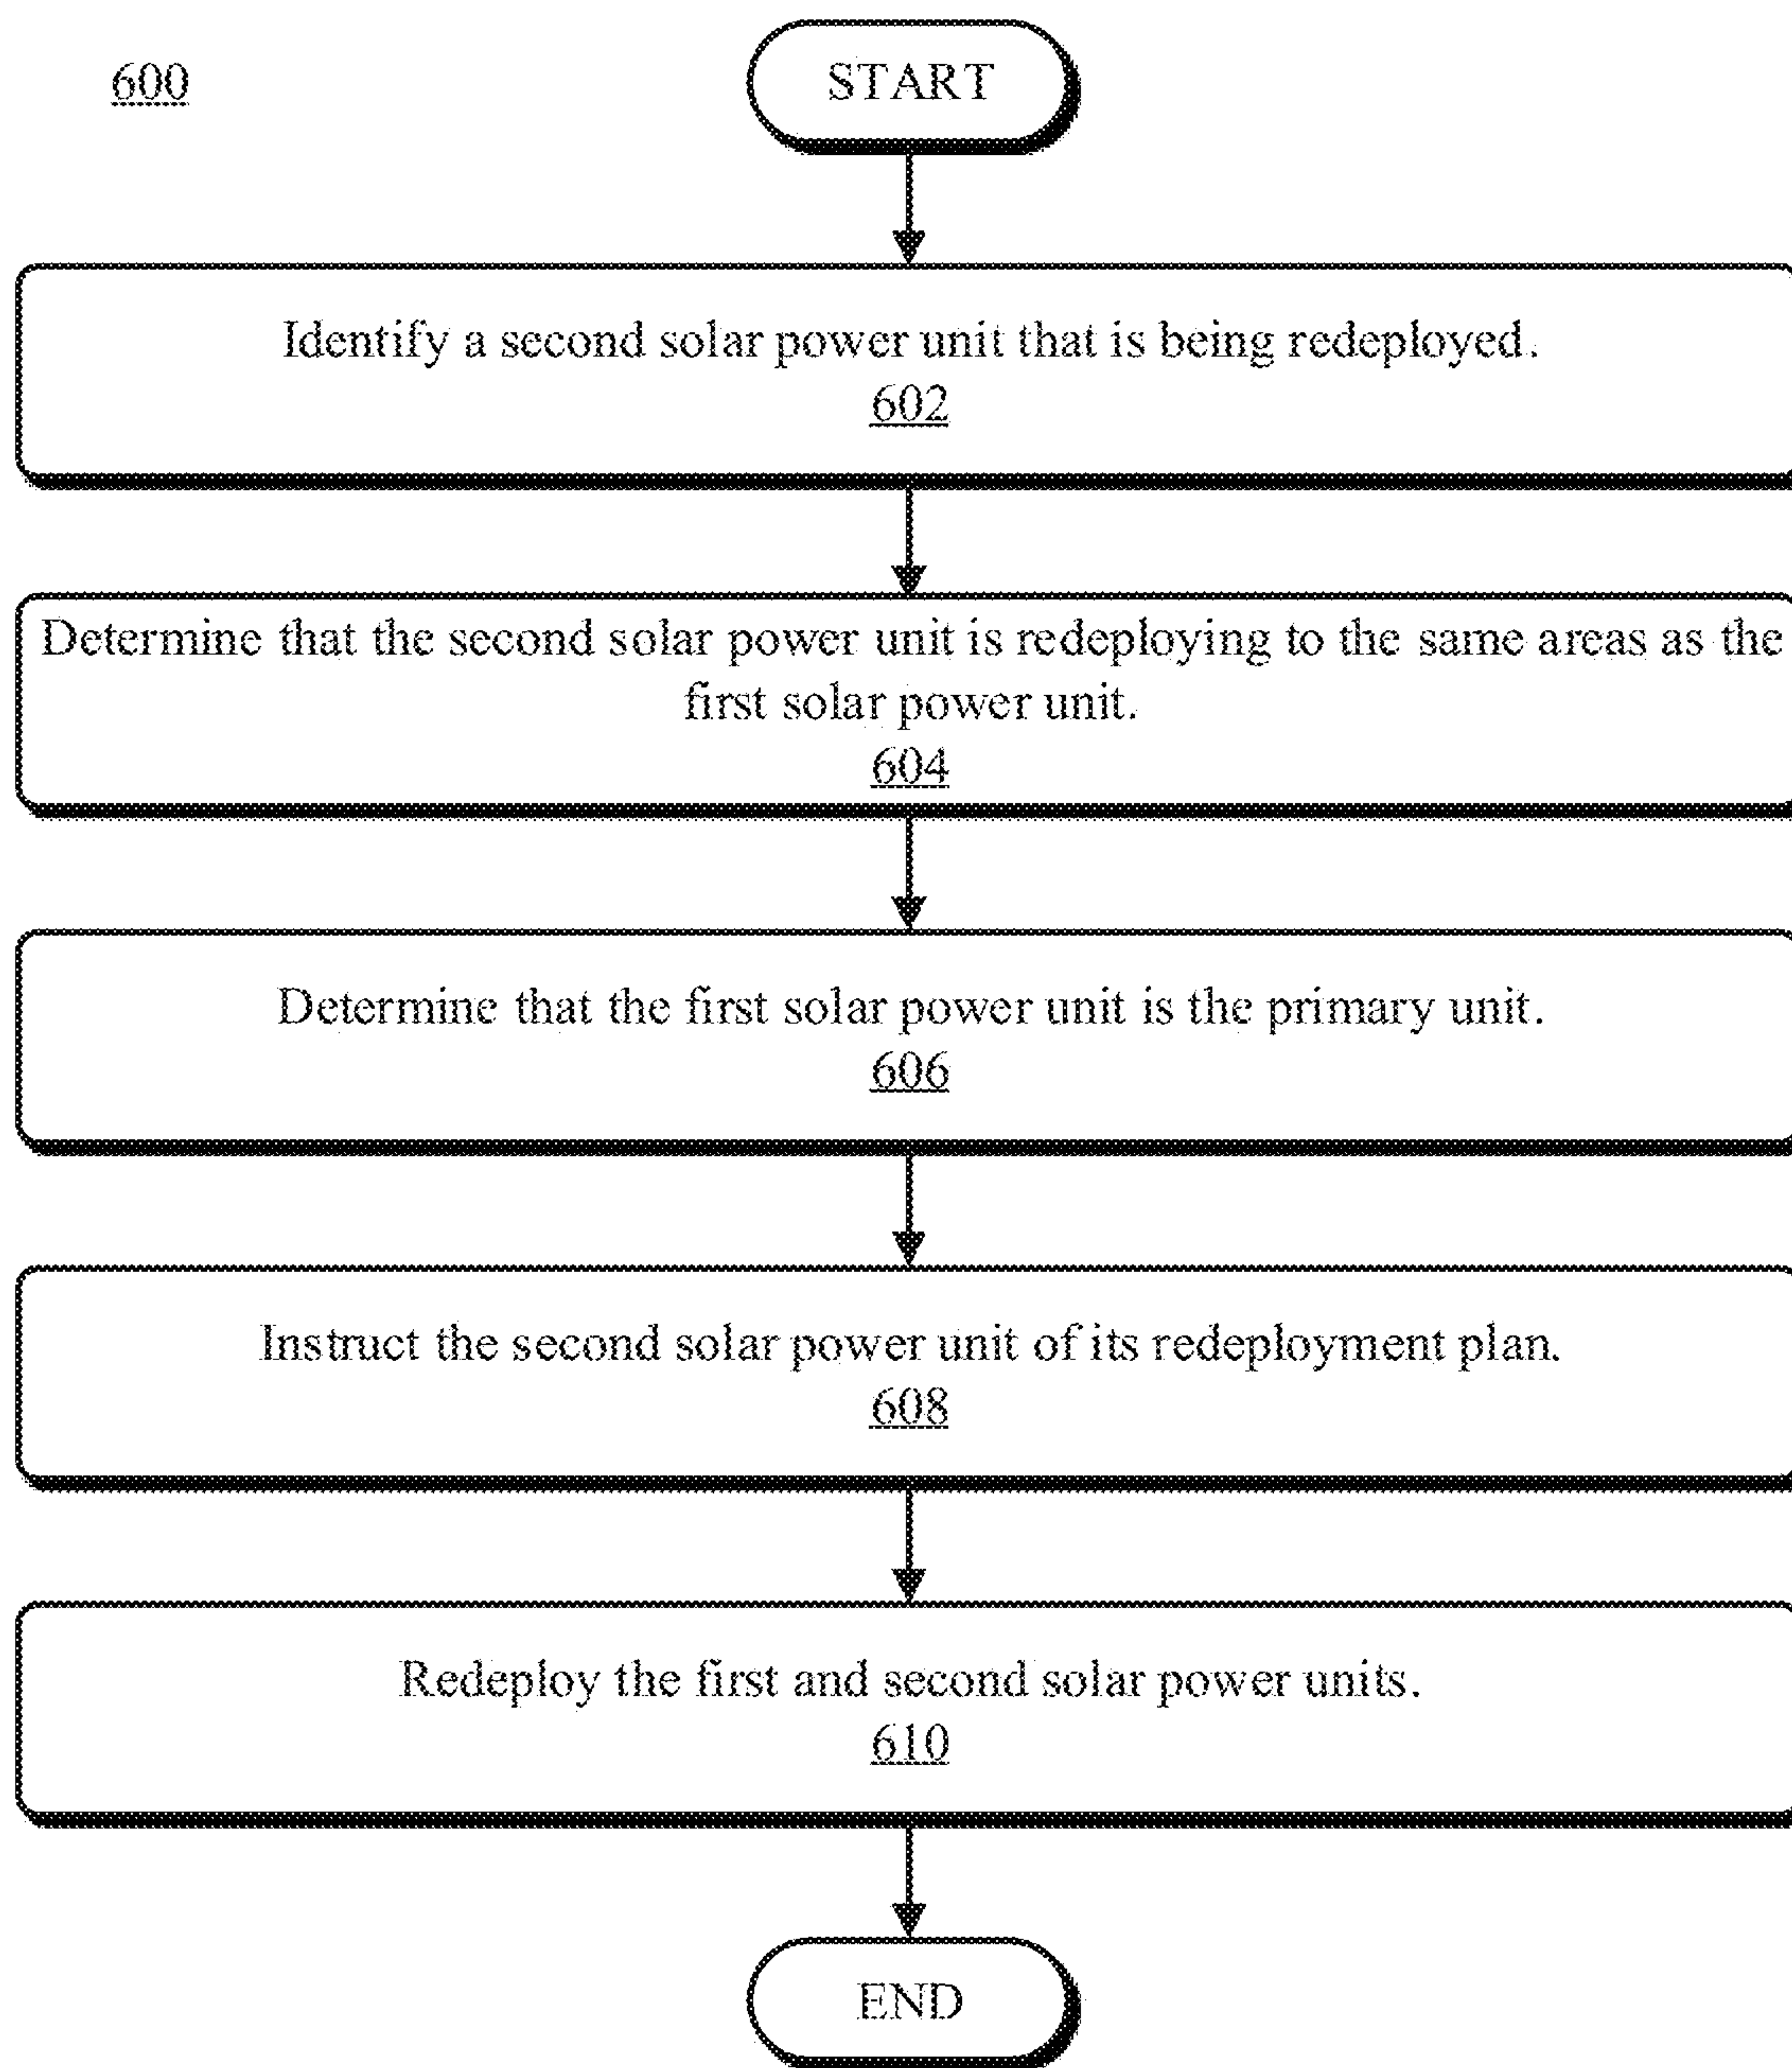 600
START
Identify a second solar power unit that is being redeployed.
602
Determine that the second solar power unit is redeploying to the same areas as the
first solar power unit.
604
Determine that the first solar power unit is the primary unit.
606
Instruct the second solar power unit of its redeployment plan.
608
Redeploy the first and second solar power units.
610
END